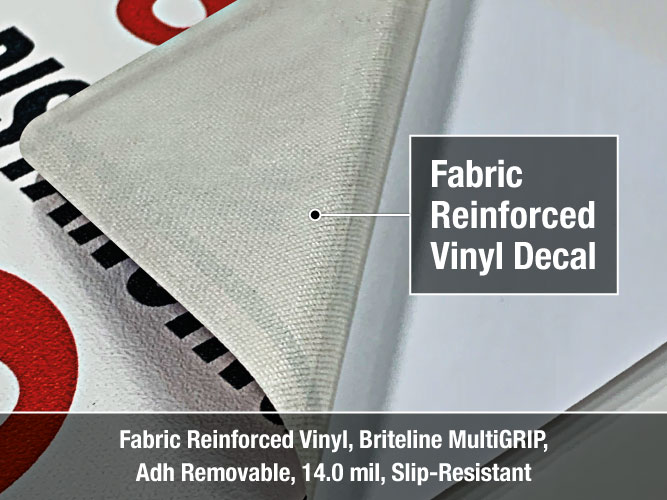 Fabric
Reinforced
Vinyl Decal
Fabric Reinforced Vinyl, Briteline MultiGRIP,
Adh Removable, 14.0 mil, Slip-Resistant